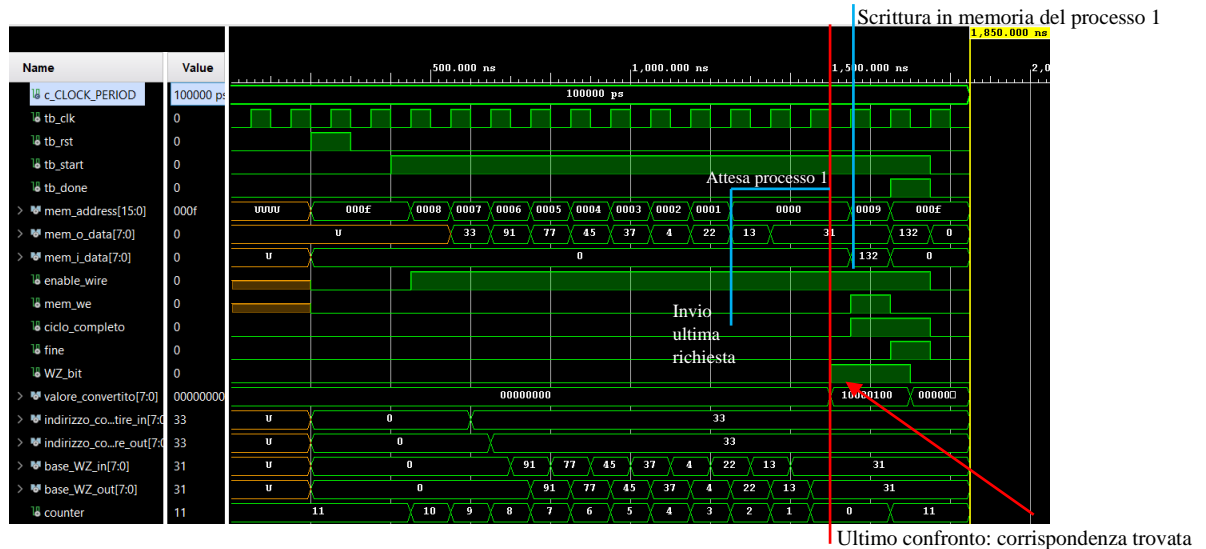 Scrittura in memoria del processo 1
1,850.000 ns
Name Value
500.000 ns 1,000.000 ns 1,500.000 ns 2,0
c_CLOCK_PERIOD 100000 ps 100000 ps
tb_clk 0
tb_rst 0
tb_start 0
Attesa processo 1
tb_done 0
mem_address[15:0] 000f UUUU 000f 0008 0007 0006 0005 0004 0003 0002 0001 0000 0009 000f
mem_o_data[7:0] 0 U 33 91 77 45 37 4 22 13 31 132 0
mem_i_data[7:0] 0 U 0 132 0
enable_wire 0
mem_we 0
Invio
ultima
richiesta
ciclo_completo 0
fine 0
WZ_bit 0
valore_convertito[7:0] 00000000 00000000 10000100 000000
indirizzo_co...tire_in[7:0 33 U 0 33
indirizzo_co...re_out[7:0 33 U 0 33
base_WZ_in[7:0] 31 U 0 91 77 45 37 4 22 13 31
base_WZ_out[7:0] 31 U 0 91 77 45 37 4 22 13 31
counter 11 11 10 9 8 7 6 5 4 3 2 1 0 11
Ultimo confronto: corrispondenza trovata